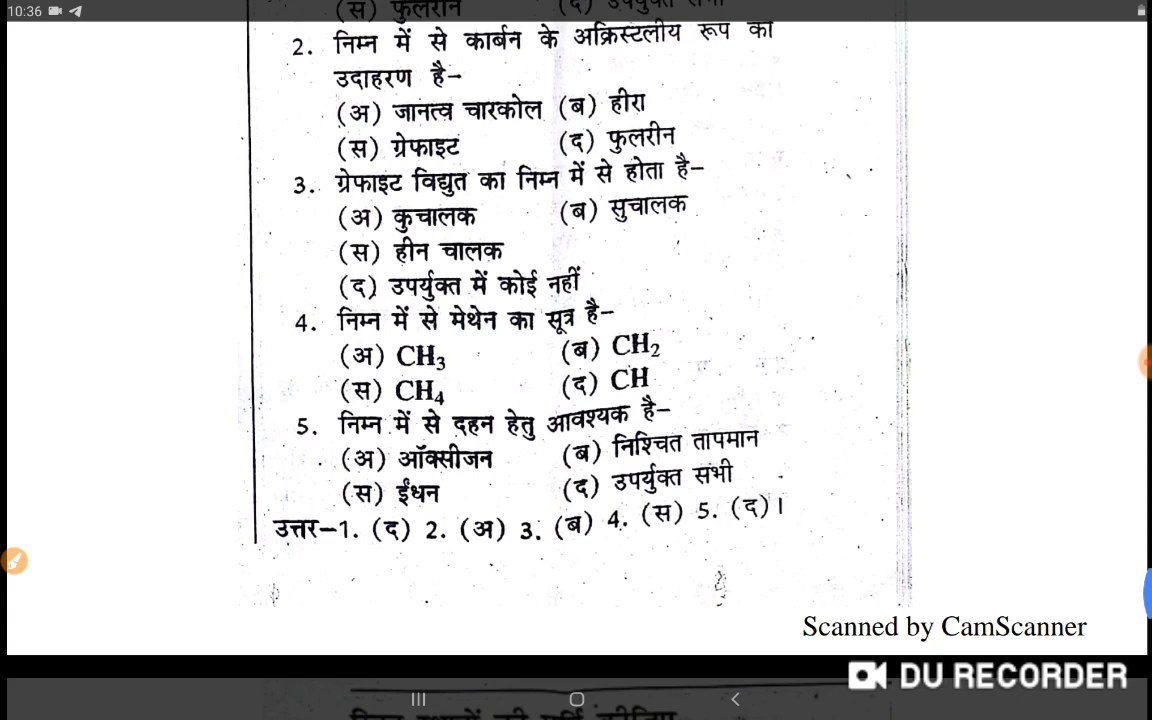 10:36
(स) फुलरीन
2. निम्न में से कार्बन के अक्रिस्टलीय रूप का
उदाहरण है–
(अ) जानत्व चारकोल (ब) हीरा
(स) ग्रेफाइट (द) फुलरीन
3. ग्रेफाइट विद्युत का निम्न में से होता है–
(अ) कुचालक (ब) सुचालक
(स) हीन चालक
(द) उपर्युक्त में कोई नहीं
4. निम्न में से मेथेन का सूत्र है–
(अ) CH₃ (ब) CH₂
(स) CH₄ (द) CH
5. निम्न में से दहन हेतु आवश्यक है–
(अ) ऑक्सीजन (ब) निश्चित तापमान
(स) ईंधन (द) उपर्युक्त सभी
उत्तर–1. (द) 2. (अ) 3. (ब) 4. (स) 5. (द)।
Scanned by CamScanner
DU RECORDER